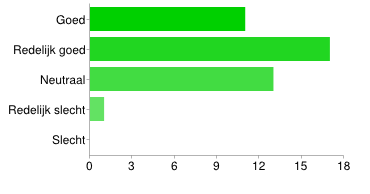 Goed
Redelijk goed
Neutraal
Redelijk slecht
Slecht
0 3 6 9 12 15 18